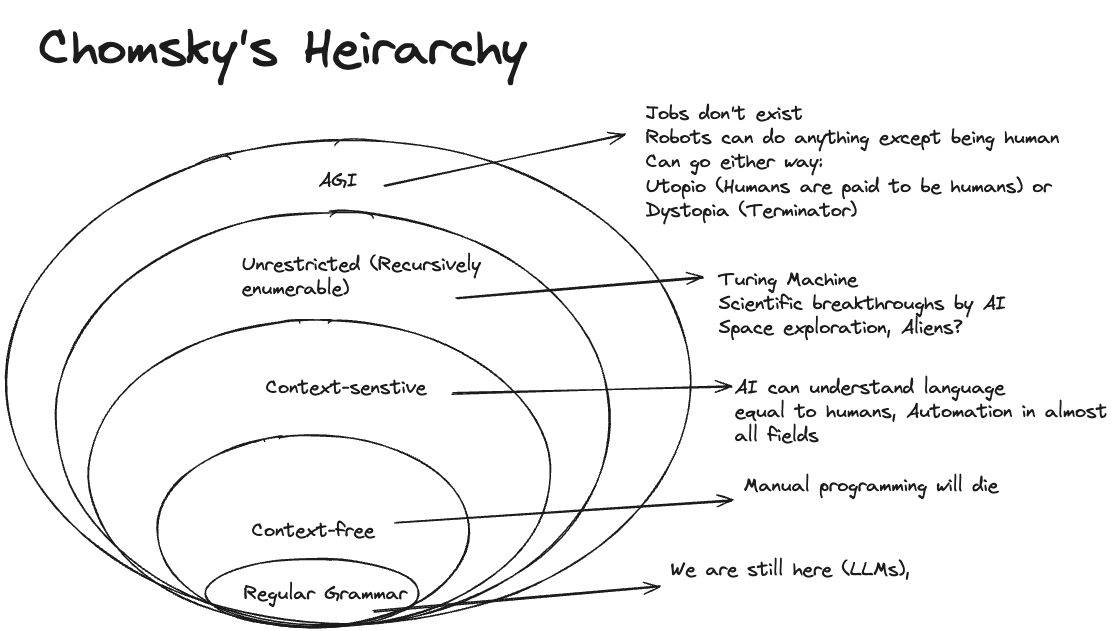 Chomsky's Heirarchy
Jobs don't exist
Robots can do anything except being human
Can go either way:
Utopio (Humans are paid to be humans) or
Dystopia (Terminator)
AGI
Unrestricted (Recursively
enumerable)
Turing Machine
Scientific breakthroughs by AI
Space exploration, Aliens?
Context-senstive
AI can understand language
equal to humans, Automation in almost
all fields
Manual programming will die
Context-free
We are still here (LLMs),
Regular Grammar